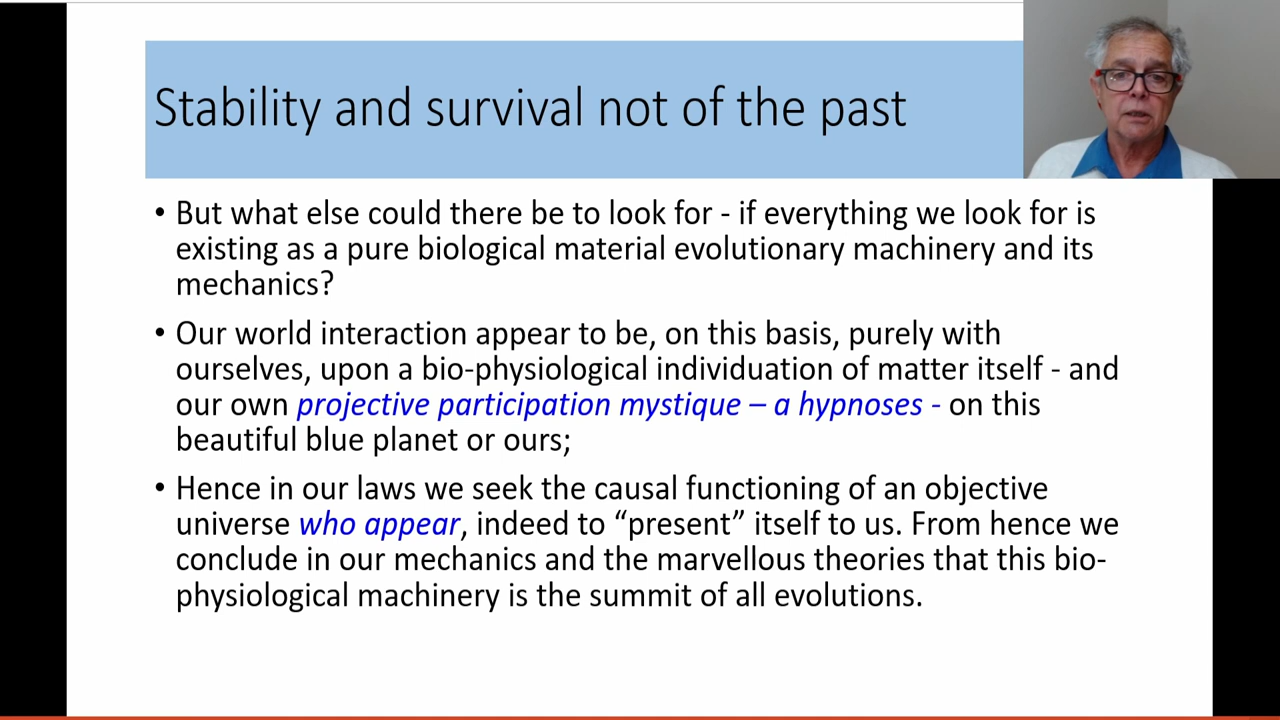 Stability and survival not of the past
• But what else could there be to look for - if everything we look for is
existing as a pure biological material evolutionary machinery and its
mechanics?
• Our world interaction appear to be, on this basis, purely with
ourselves, upon a bio-physiological individuation of matter itself - and
our own projective participation mystique – a hypnoses - on this
beautiful blue planet or ours;
• Hence in our laws we seek the causal functioning of an objective
universe who appear, indeed to “present” itself to us. From hence we
conclude in our mechanics and the marvellous theories that this bio-
physiological machinery is the summit of all evolutions.